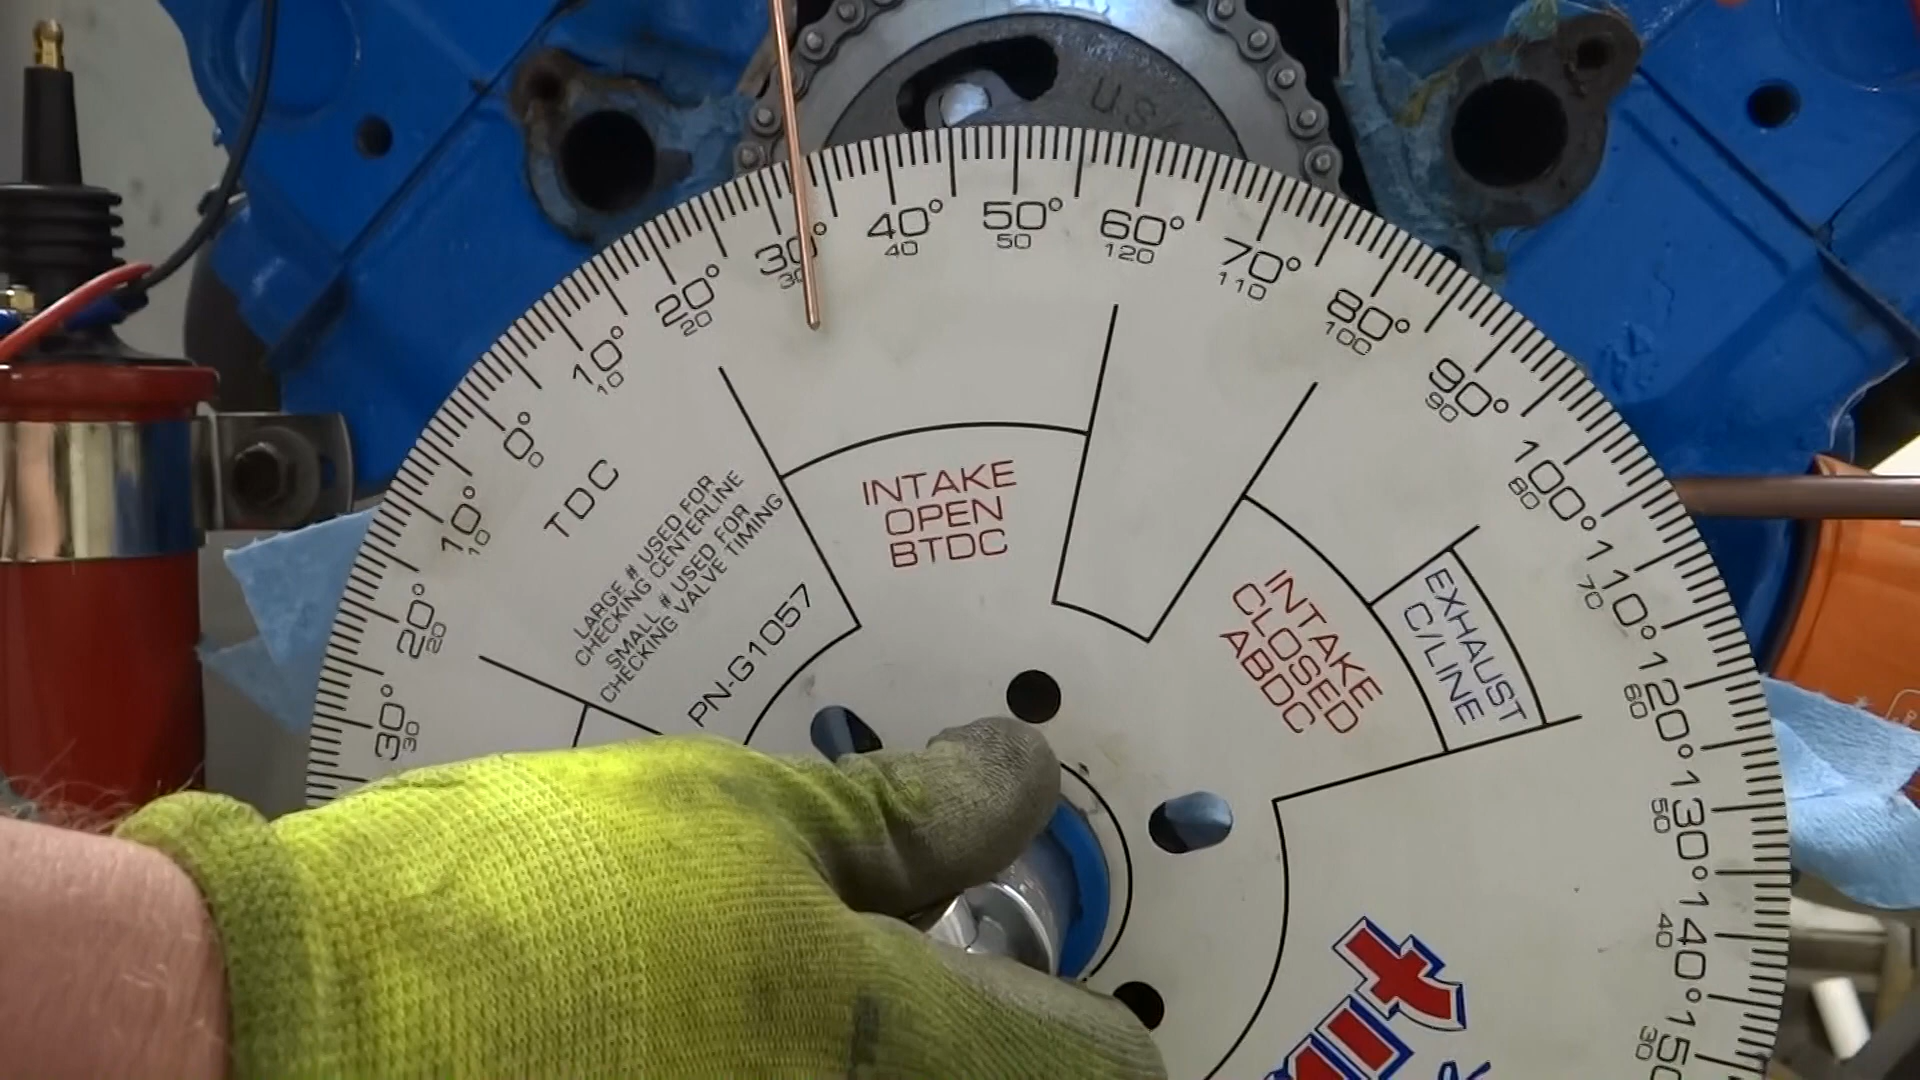 U.S.
30°
30
20°
20
10°
10
0°
0
TDC
10°
10
20°
20
30°
30
40°
40
50°
50
60°
120
70°
110
80°
100
90°
90
100°
80
110°
70
120°
60
130°
50
140°
40
150
30
LARGE # USED FOR
CHECKING CENTERLINE
SMALL # USED FOR
CHECKING VALVE TIMING
PN-G1057
INTAKE
OPEN
BTDC
INTAKE
CLOSED
ABDC
EXHAUST
C/LINE